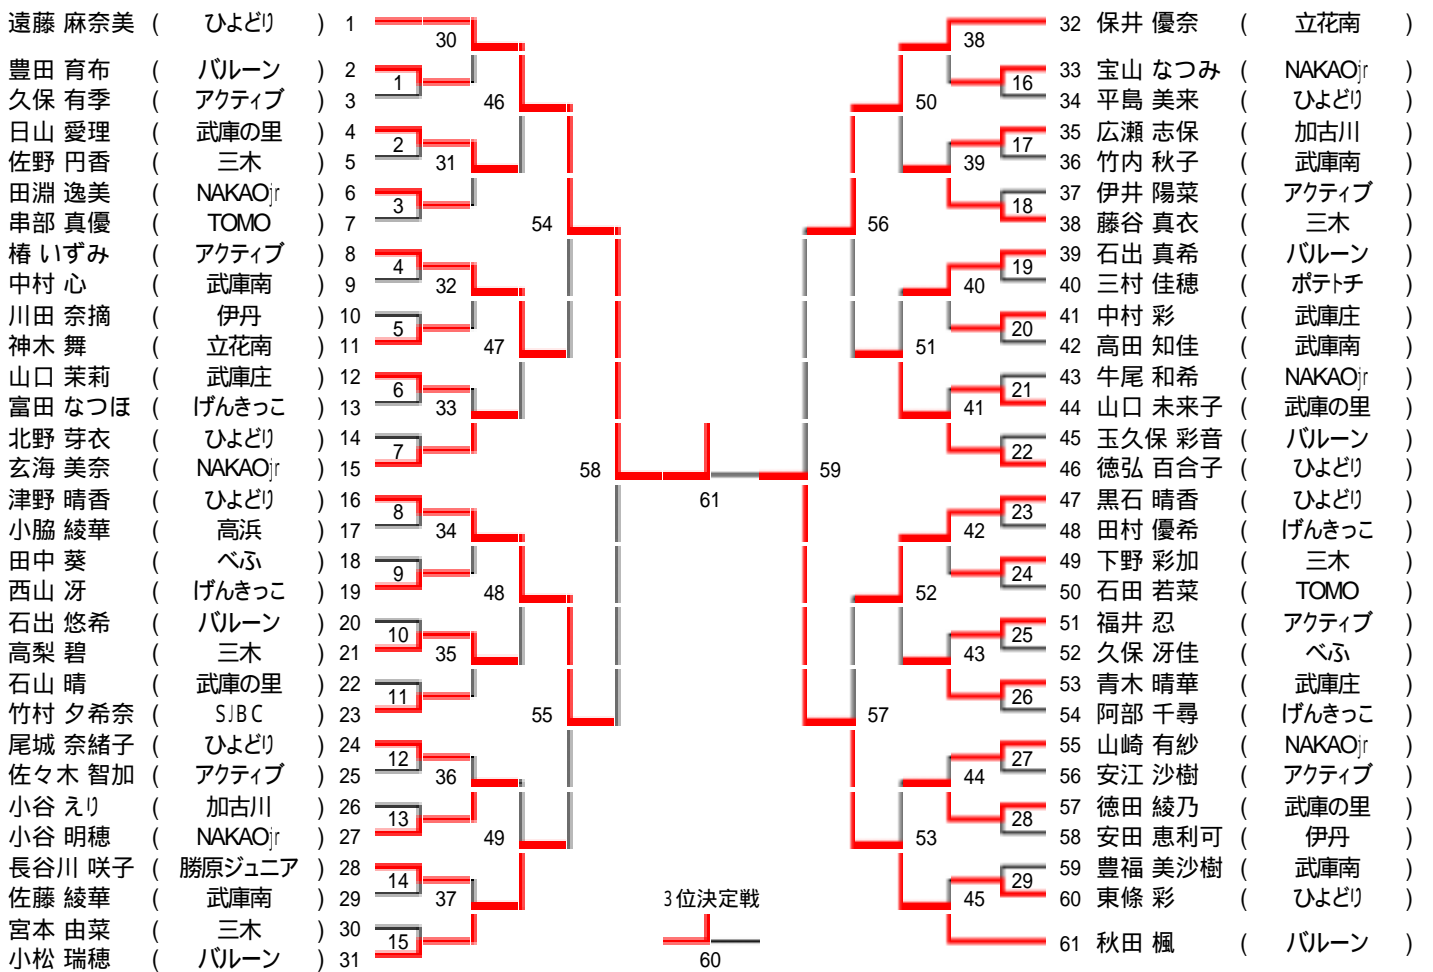 遠藤 麻奈美 ( ひよどり ) 1
豊田 育布 ( バルーン ) 2
久保 有季 ( アクティブ ) 3
日山 愛理 ( 武庫の里 ) 4
佐野 円香 ( 三木 ) 5
田淵 逸美 ( NAKAOjr ) 6
串部 真優 ( TOMO ) 7
椿 いずみ ( アクティブ ) 8
中村 心 ( 武庫南 ) 9
川田 奈摘 ( 伊丹 ) 10
神木 舞 ( 立花南 ) 11
山口 茉莉 ( 武庫庄 ) 12
富田 なつほ ( げんきっこ ) 13
北野 芽衣 ( ひよどり ) 14
玄海 美奈 ( NAKAOjr ) 15
津野 晴香 ( ひよどり ) 16
小脇 綾華 ( 高浜 ) 17
田中 葵 ( べふ ) 18
西山 冴 ( げんきっこ ) 19
石出 悠希 ( バルーン ) 20
高梨 碧 ( 三木 ) 21
石山 晴 ( 武庫の里 ) 22
竹村 夕希奈 ( SJBC ) 23
尾城 奈緒子 ( ひよどり ) 24
佐々木 智加 ( アクティブ ) 25
小谷 えり ( 加古川 ) 26
小谷 明穂 ( NAKAOjr ) 27
長谷川 咲子 ( 勝原ジュニア ) 28
佐藤 綾華 ( 武庫南 ) 29
宮本 由菜 ( 三木 ) 30
小松 瑞穂 ( バルーン ) 31
1
2
3
4
5
6
7
8
9
10
11
12
13
14
15
30
31
32
33
34
35
36
37
46
47
48
49
54
55
58
61
3位決定戦
60
59
56
57
50
51
52
53
38
39
40
41
42
43
44
45
16
17
18
19
20
21
22
23
24
25
26
27
28
29
32 保井 優奈 ( 立花南 )
33 宝山 なつみ ( NAKAOjr )
34 平島 美来 ( ひよどり )
35 広瀬 志保 ( 加古川 )
36 竹内 秋子 ( 武庫南 )
37 伊井 陽菜 ( アクティブ )
38 藤谷 真衣 ( 三木 )
39 石出 真希 ( バルーン )
40 三村 佳穂 ( ポテトチ )
41 中村 彩 ( 武庫庄 )
42 高田 知佳 ( 武庫南 )
43 牛尾 和希 ( NAKAOjr )
44 山口 未来子 ( 武庫の里 )
45 玉久保 彩音 ( バルーン )
46 徳弘 百合子 ( ひよどり )
47 黒石 晴香 ( ひよどり )
48 田村 優希 ( げんきっこ )
49 下野 彩加 ( 三木 )
50 石田 若菜 ( TOMO )
51 福井 忍 ( アクティブ )
52 久保 冴佳 ( べふ )
53 青木 晴華 ( 武庫庄 )
54 阿部 千尋 ( げんきっこ )
55 山崎 有紗 ( NAKAOjr )
56 安江 沙樹 ( アクティブ )
57 徳田 綾乃 ( 武庫の里 )
58 安田 恵利可 ( 伊丹 )
59 豊福 美沙樹 ( 武庫南 )
60 東條 彩 ( ひよどり )
61 秋田 楓 ( バルーン )